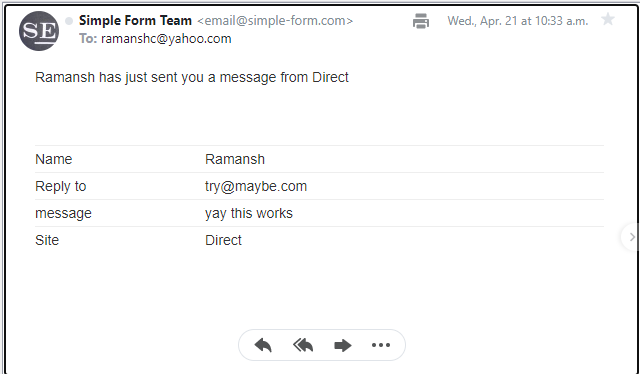 SE
Simple Form Team <email@simple-form.com>
Wed., Apr. 21 at 10:33 a.m.
To: ramanshc@yahoo.com
Ramansh has just sent you a message from Direct
Name Ramansh
Reply to try@maybe.com
message yay this works
Site Direct